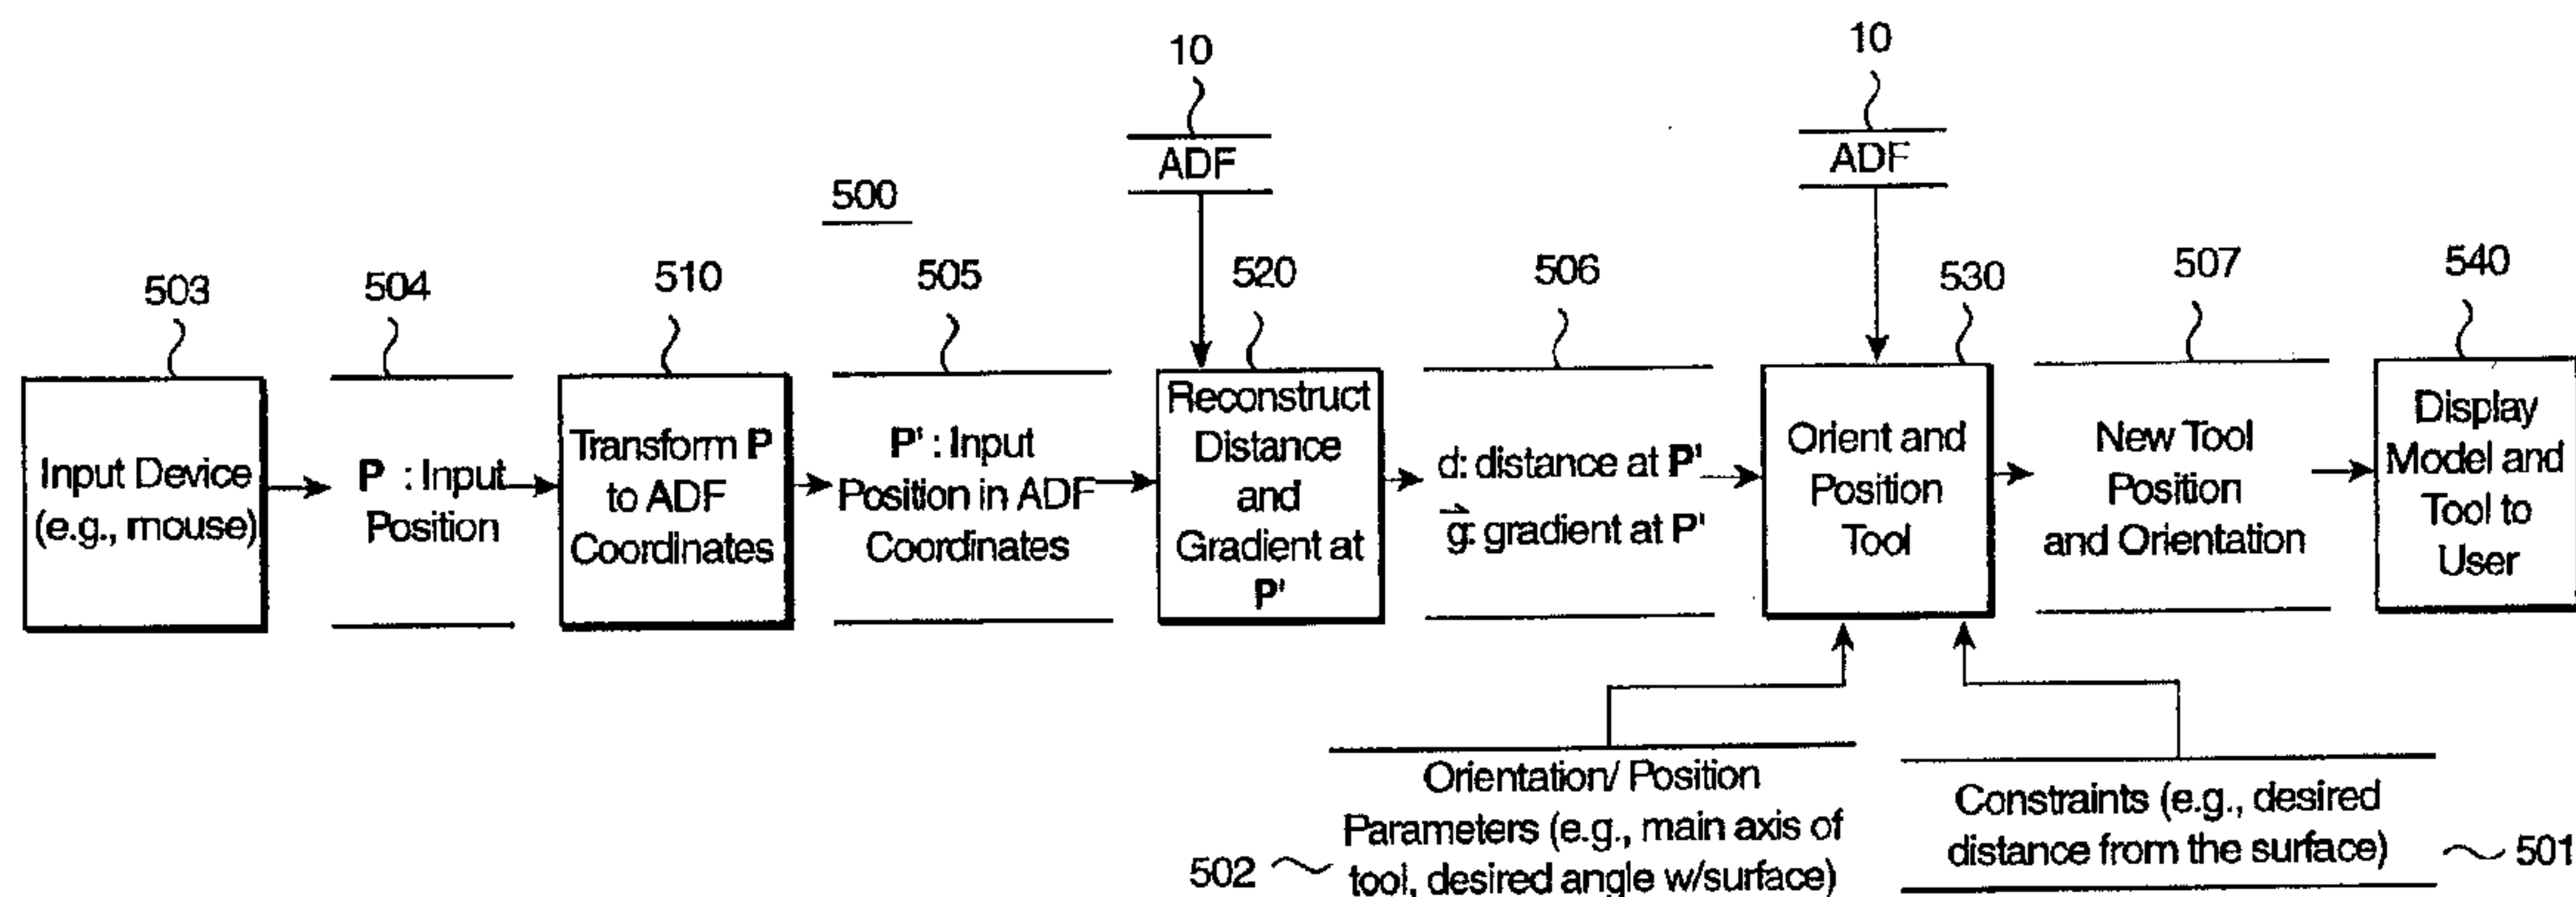 10
10
ADF
ADF
500
503
504
510
505
520
506
530
507
540
Input Device
(e.g., mouse)
P : Input
Position
Transform P
to ADF
Coordinates
P' : Input
Position in ADF
Coordinates
Reconstruct
Distance
and
Gradient at
P'
d: distance at P'
g: gradient at P'
Orient and
Position
Tool
New Tool
Position
and Orientation
Display
Model and
Tool to
User
Orientation/ Position
Parameters (e.g., main axis of
tool, desired angle w/surface)
502
Constraints (e.g., desired
distance from the surface)
501